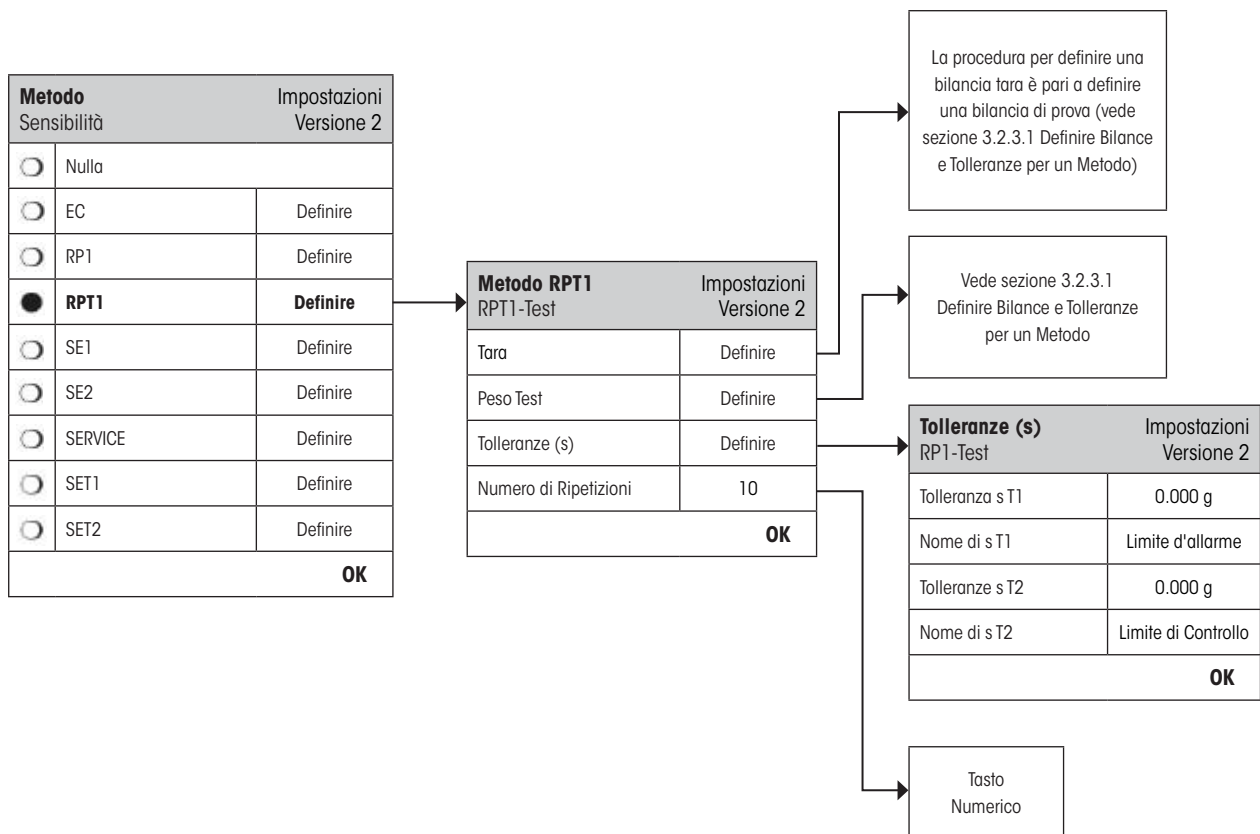 Metodo Impostazioni
Sensibilità Versione 2
Nulla
EC Definire
RP1 Definire
RPT1 Definire
SE1 Definire
SE2 Definire
SERVICE Definire
SET1 Definire
SET2 Definire
OK
Metodo RPT1 Impostazioni
RPT1-Test Versione 2
Tara Definire
Peso Test Definire
Tolleranze (s) Definire
Numero di Ripetizioni 10
OK
La procedura per definire una
bilancia tara è pari a definire
una bilancia di prova (vede
sezione 3.2.3.1 Definire Bilance
e Tolleranze per un Metodo)
Vede sezione 3.2.3.1
Definire Bilance e Tolleranze
per un Metodo
Tolleranze (s) Impostazioni
RP1-Test Versione 2
Tolleranza s T1 0.000 g
Nome di s T1 Limite d'allarme
Tolleranze s T2 0.000 g
Nome di s T2 Limite di Controllo
OK
Tasto
Numerico